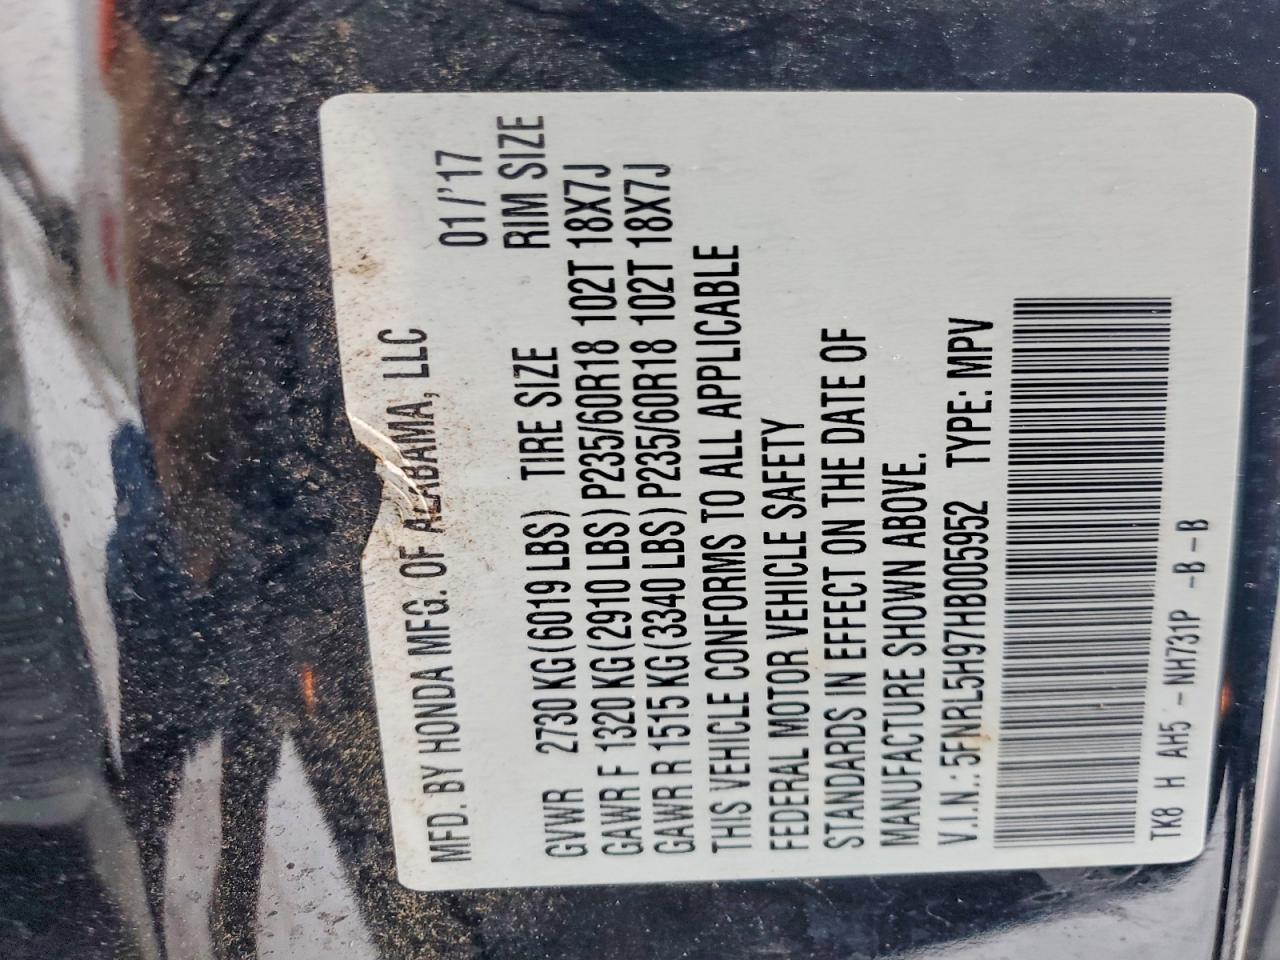 MFD. BY HONDA MFG. OF ALABAMA, LLC
01/'17
GVWR 2730 KG(6019 LBS) TIRE SIZE RIM SIZE
GAWR F 1320 KG(2910 LBS) P235/60R18 102T 18X7J
GAWR R 1515 KG(3340 LBS) P235/60R18 102T 18X7J
THIS VEHICLE CONFORMS TO ALL APPLICABLE
FEDERAL MOTOR VEHICLE SAFETY
STANDARDS IN EFFECT ON THE DATE OF
MANUFACTURE SHOWN ABOVE.
V.I.N.: 5FNRL5H97HB005952 TYPE: MPV
TK8 H AH5 - NH731P -B-B